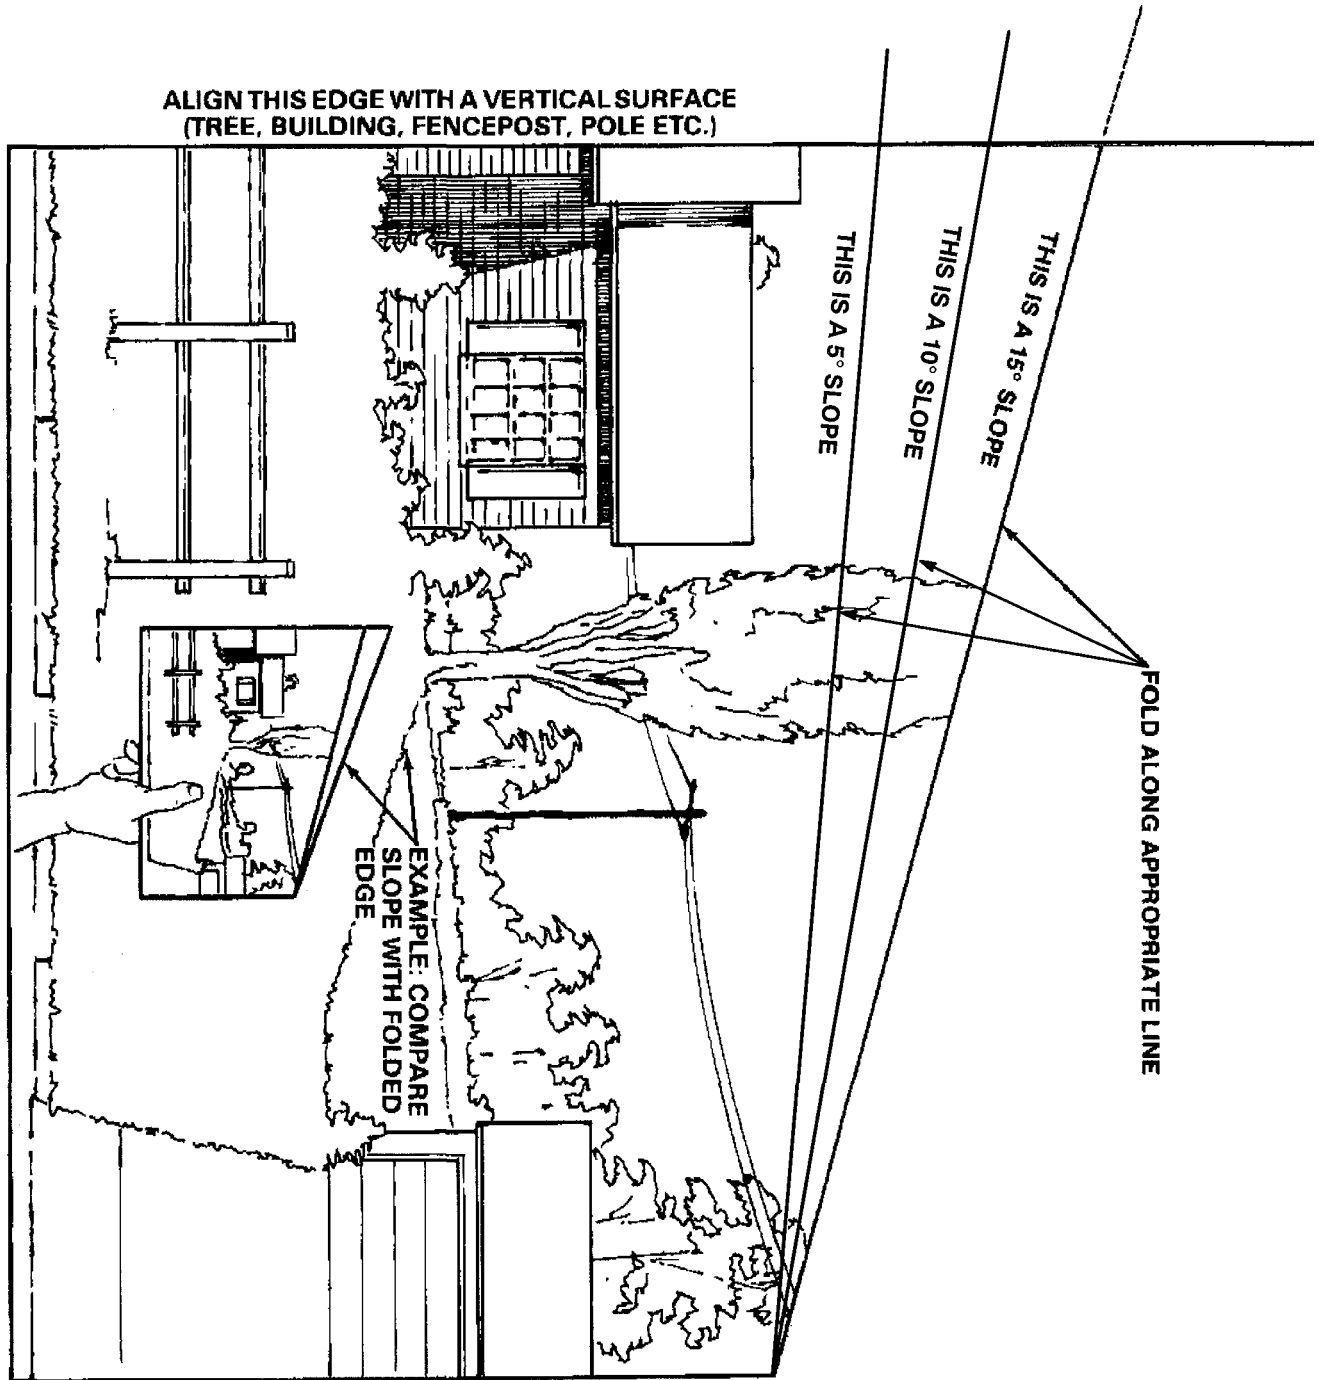 ALIGN THIS EDGE WITH A VERTICAL SURFACE
(TREE, BUILDING, FENCEPOST, POLE ETC.)
THIS IS A 15° SLOPE
THIS IS A 10° SLOPE
THIS IS A 5° SLOPE
FOLD ALONG APPROPRIATE LINE
EXAMPLE: COMPARE
SLOPE WITH FOLDED
EDGE